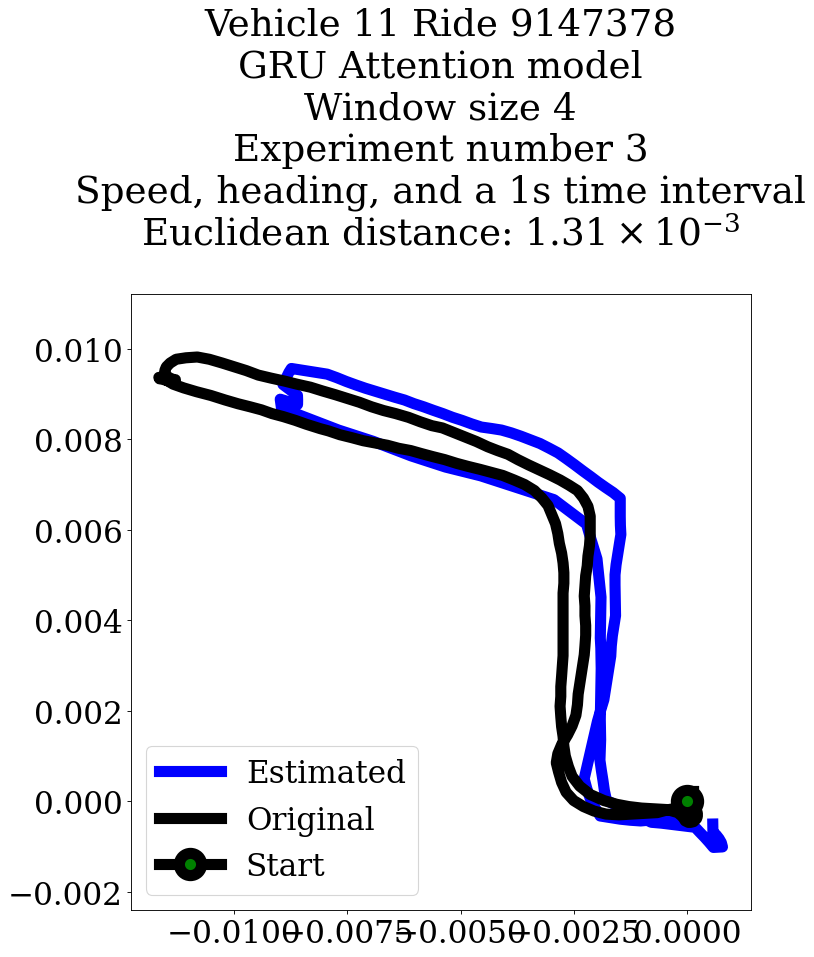 Vehicle 11 Ride 9147378
GRU Attention model
Window size 4
Experiment number 3
Speed, heading, and a 1s time interval
Euclidean distance: 1.31 × 10⁻³
0.010
0.008
0.006
0.004
0.002
0.000
−0.002
Estimated
Original
Start
−0.0100 −0.0075 −0.0050 −0.0025 0.0000